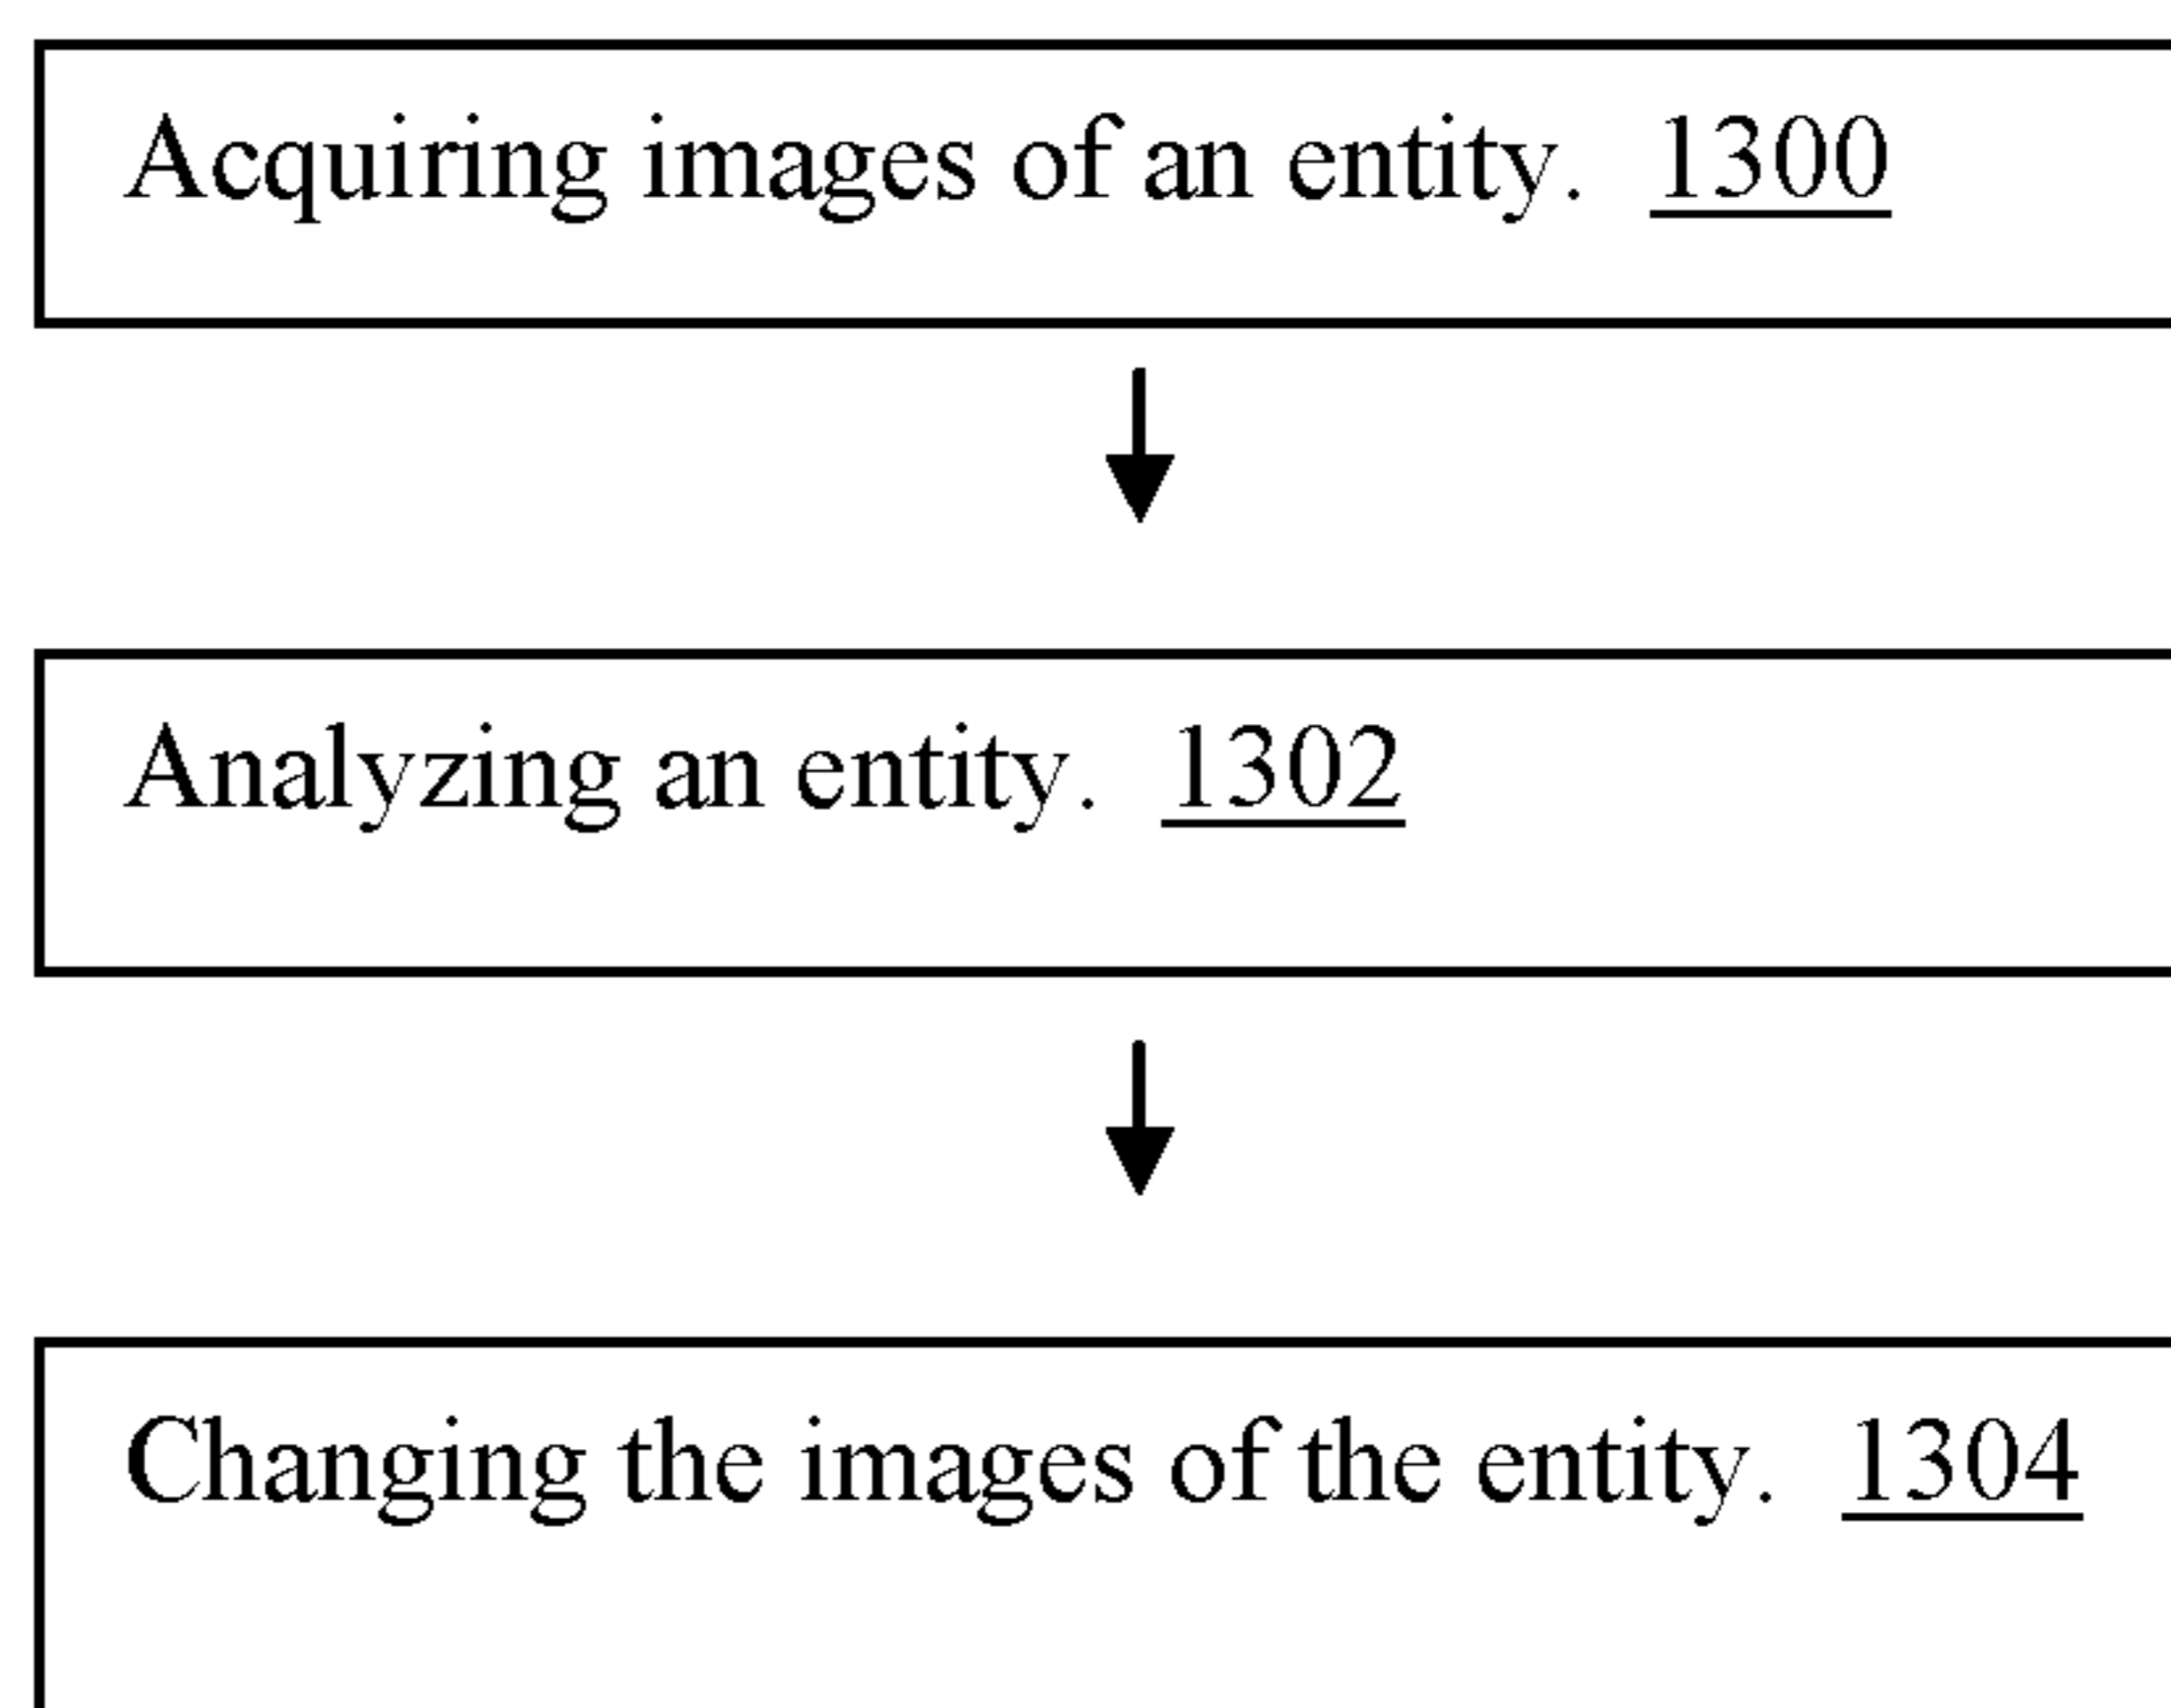 Acquiring images of an entity. 1300
Analyzing an entity. 1302
Changing the images of the entity. 1304